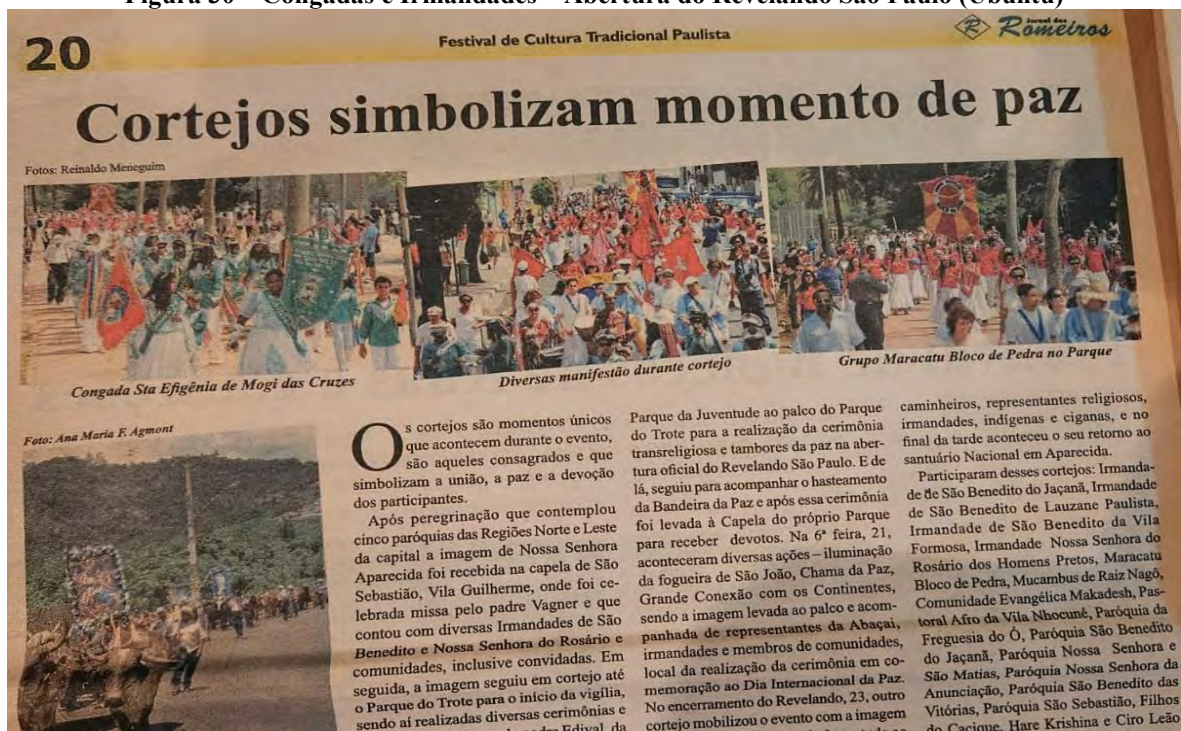 Figura 50 – Congadas e Irmandades – Abertura do Revelando São Paulo (Ubuntu)
20
Festival de Cultura Tradicional Paulista
Jornal dos
Romeiros
Cortejos simbolizam momento de paz
Fotos: Reinaldo Meneguim
Congada Sta Efigênia de Mogi das Cruzes
Diversas manifestão durante cortejo
Grupo Maracatu Bloco de Pedra no Parque
Foto: Ana Maria F. Agmont
Os cortejos são momentos únicos
que acontecem durante o evento,
são aqueles consagrados e que
simbolizam a união, a paz e a devoção
dos participantes.
Após peregrinação que contemplou
cinco paróquias das Regiões Norte e Leste
da capital a imagem de Nossa Senhora
Aparecida foi recebida na capela de São
Sebastião, Vila Guilherme, onde foi ce-
lebrada missa pelo padre Vagner e que
contou com diversas Irmandades de São
Benedito e Nossa Senhora do Rosário e
comunidades, inclusive convidadas. Em
seguida, a imagem seguiu em cortejo até
o Parque do Trote para o início da vigília,
sendo aí realizadas diversas cerimônias e
padre Edival, da
Parque da Juventude ao palco do Parque
do Trote para a realização da cerimônia
transreligiosa e tambores da paz na aber-
tura oficial do Revelando São Paulo. E de
lá, seguiu para acompanhar o hasteamento
da Bandeira da Paz e após essa cerimônia
foi levada à Capela do próprio Parque
para receber devotos. Na 6ª feira, 21,
aconteceram diversas ações – iluminação
da fogueira de São João, Chama da Paz,
Grande Conexão com os Continentes,
sendo a imagem levada ao palco e acom-
panhada de representantes da Abaçai,
irmandades e membros de comunidades,
local da realização da cerimônia em co-
memoração ao Dia Internacional da Paz.
No encerramento do Revelando, 23, outro
cortejo mobilizou o evento com a imagem
caminheiros, representantes religiosos,
irmandades, indígenas e ciganas, e no
final da tarde aconteceu o seu retorno ao
santuário Nacional em Aparecida.
Participaram desses cortejos: Irmanda-
de de São Benedito do Jaçanã, Irmandade
de São Benedito de Lauzane Paulista,
Irmandade de São Benedito da Vila
Formosa, Irmandade Nossa Senhora do
Rosário dos Homens Pretos, Maracatu
Bloco de Pedra, Mucambus de Raiz Nagô,
Comunidade Evangélica Makadesh, Pas-
toral Afro da Vila Nhocuné, Paróquia da
Freguesia do Ó, Paróquia São Benedito
do Jaçanã, Paróquia Nossa Senhora e
São Matias, Paróquia Nossa Senhora da
Anunciação, Paróquia São Benedito das
Vitórias, Paróquia São Sebastião, Filhos
do Cacique, Hare Krishina e Ciro Leão